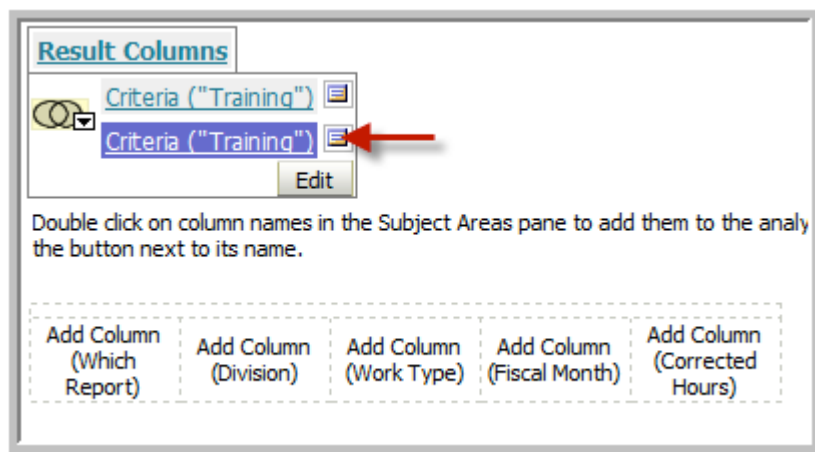 Result Columns
Criteria ("Training")
Criteria ("Training")
Edit
Double click on column names in the Subject Areas pane to add them to the analy
the button next to its name.
Add Column
(Which
Report)
Add Column
(Division)
Add Column
(Work Type)
Add Column
(Fiscal Month)
Add Column
(Corrected
Hours)